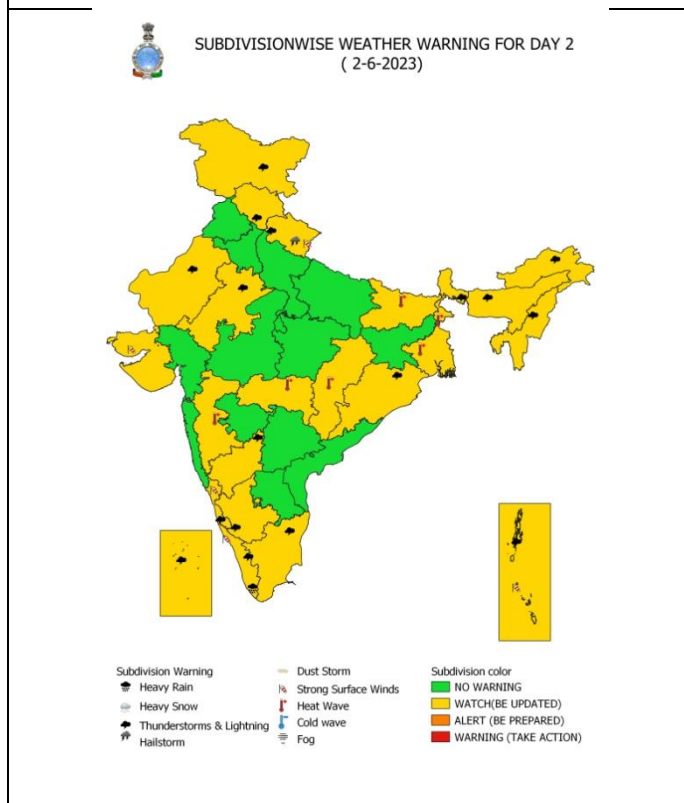 SUBDIVISIONWISE WEATHER WARNING FOR DAY 2
( 2-6-2023)
Subdivision Warning
Heavy Rain
Heavy Snow
Thunderstorms & Lightning
Hailstorm
Dust Storm
Strong Surface Winds
Heat Wave
Cold wave
Fog
Subdivision color
NO WARNING
WATCH(BE UPDATED)
ALERT (BE PREPARED)
WARNING (TAKE ACTION)